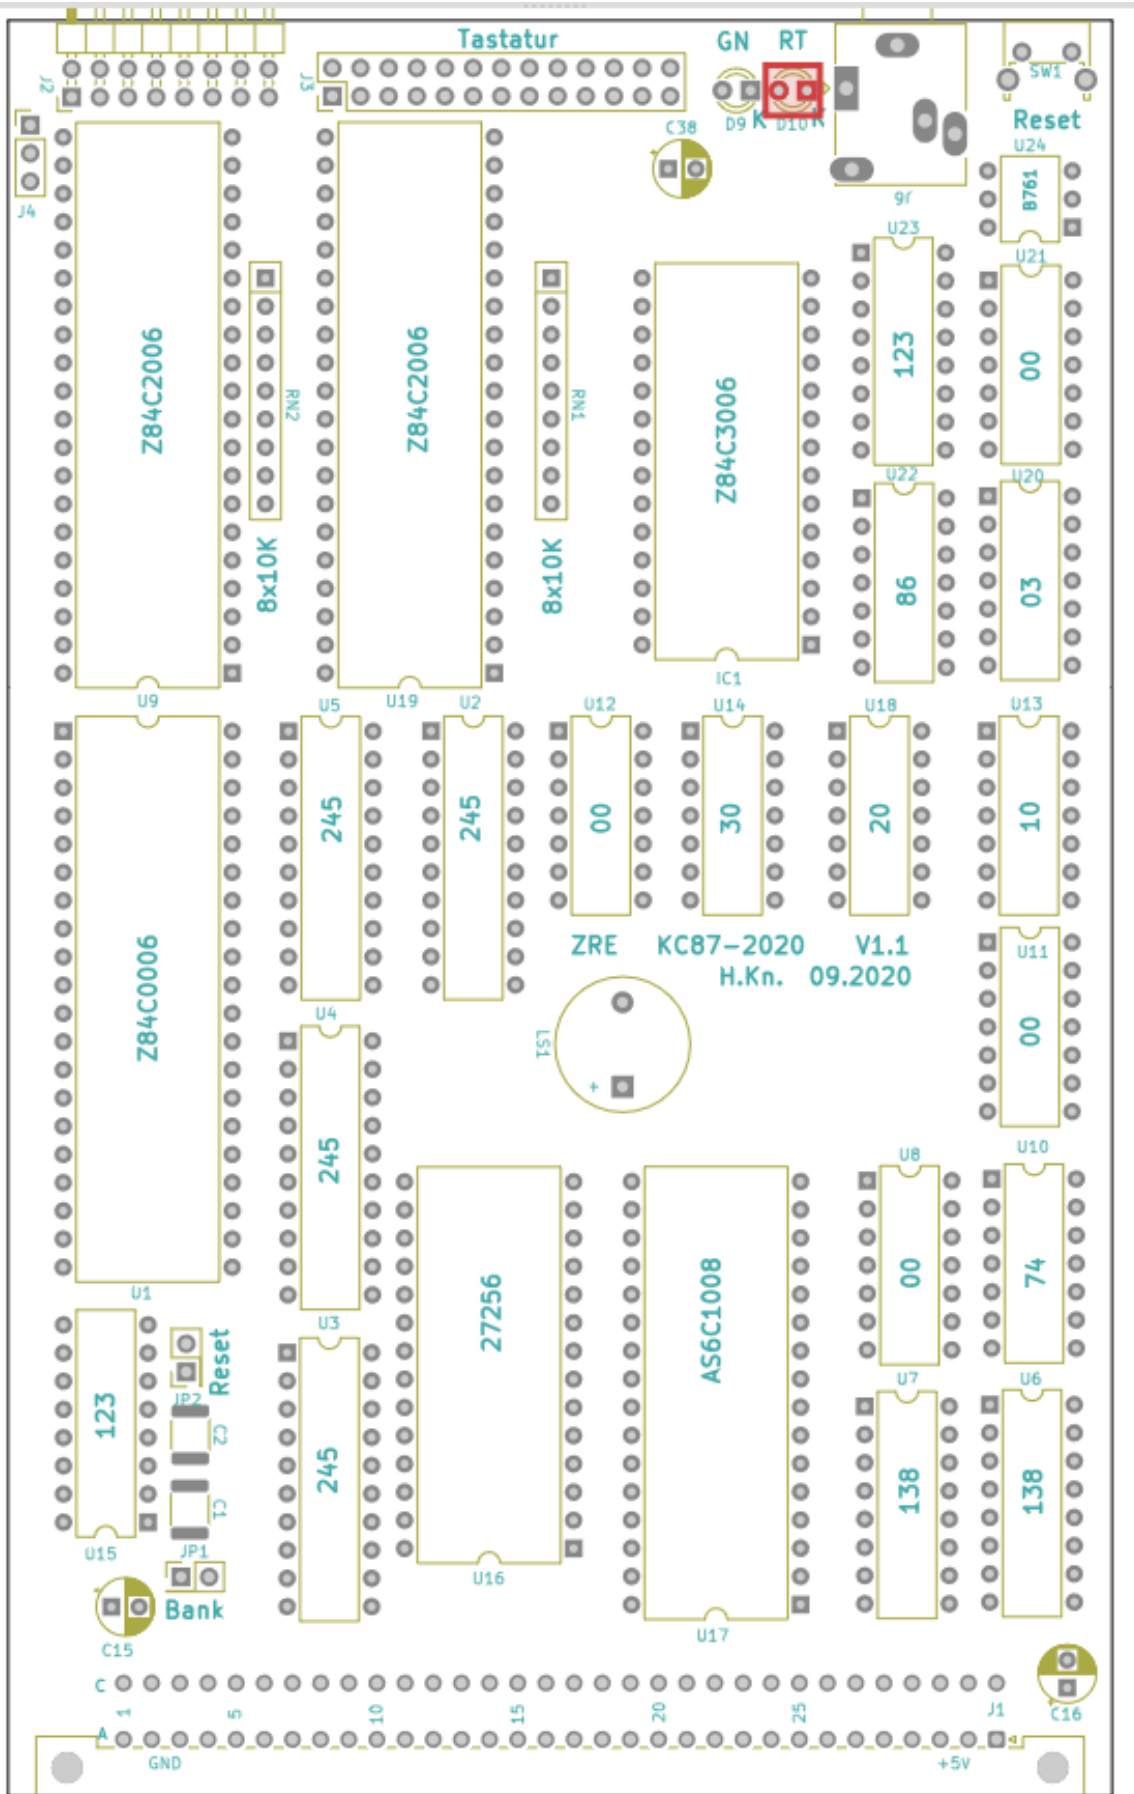 Tastatur
GN RT
J2
J3
SW1
D9 K D10 K
Reset
C38
U24
J4
B761
J6
U23
U21
Z84C2006
RN2
Z84C2006
RN1
Z84C3006
123
00
U22
U20
8x10K
8x10K
86
03
IC1
U9
U5
U19
U2
U12
U14
U18
U13
245
245
00
30
20
10
ZRE KC87-2020 V1.1
H.Kn. 09.2020
U11
Z84C0006
U4
LS1
+
00
245
U8
U10
27256
AS6C1008
00
74
U1
U3
Reset
JP2
U7
U6
123
C2
245
138
138
C1
U15
JP1
U16
Bank
U17
C15
C
1
5
10
15
20
25
J1
C16
A
GND
+5V